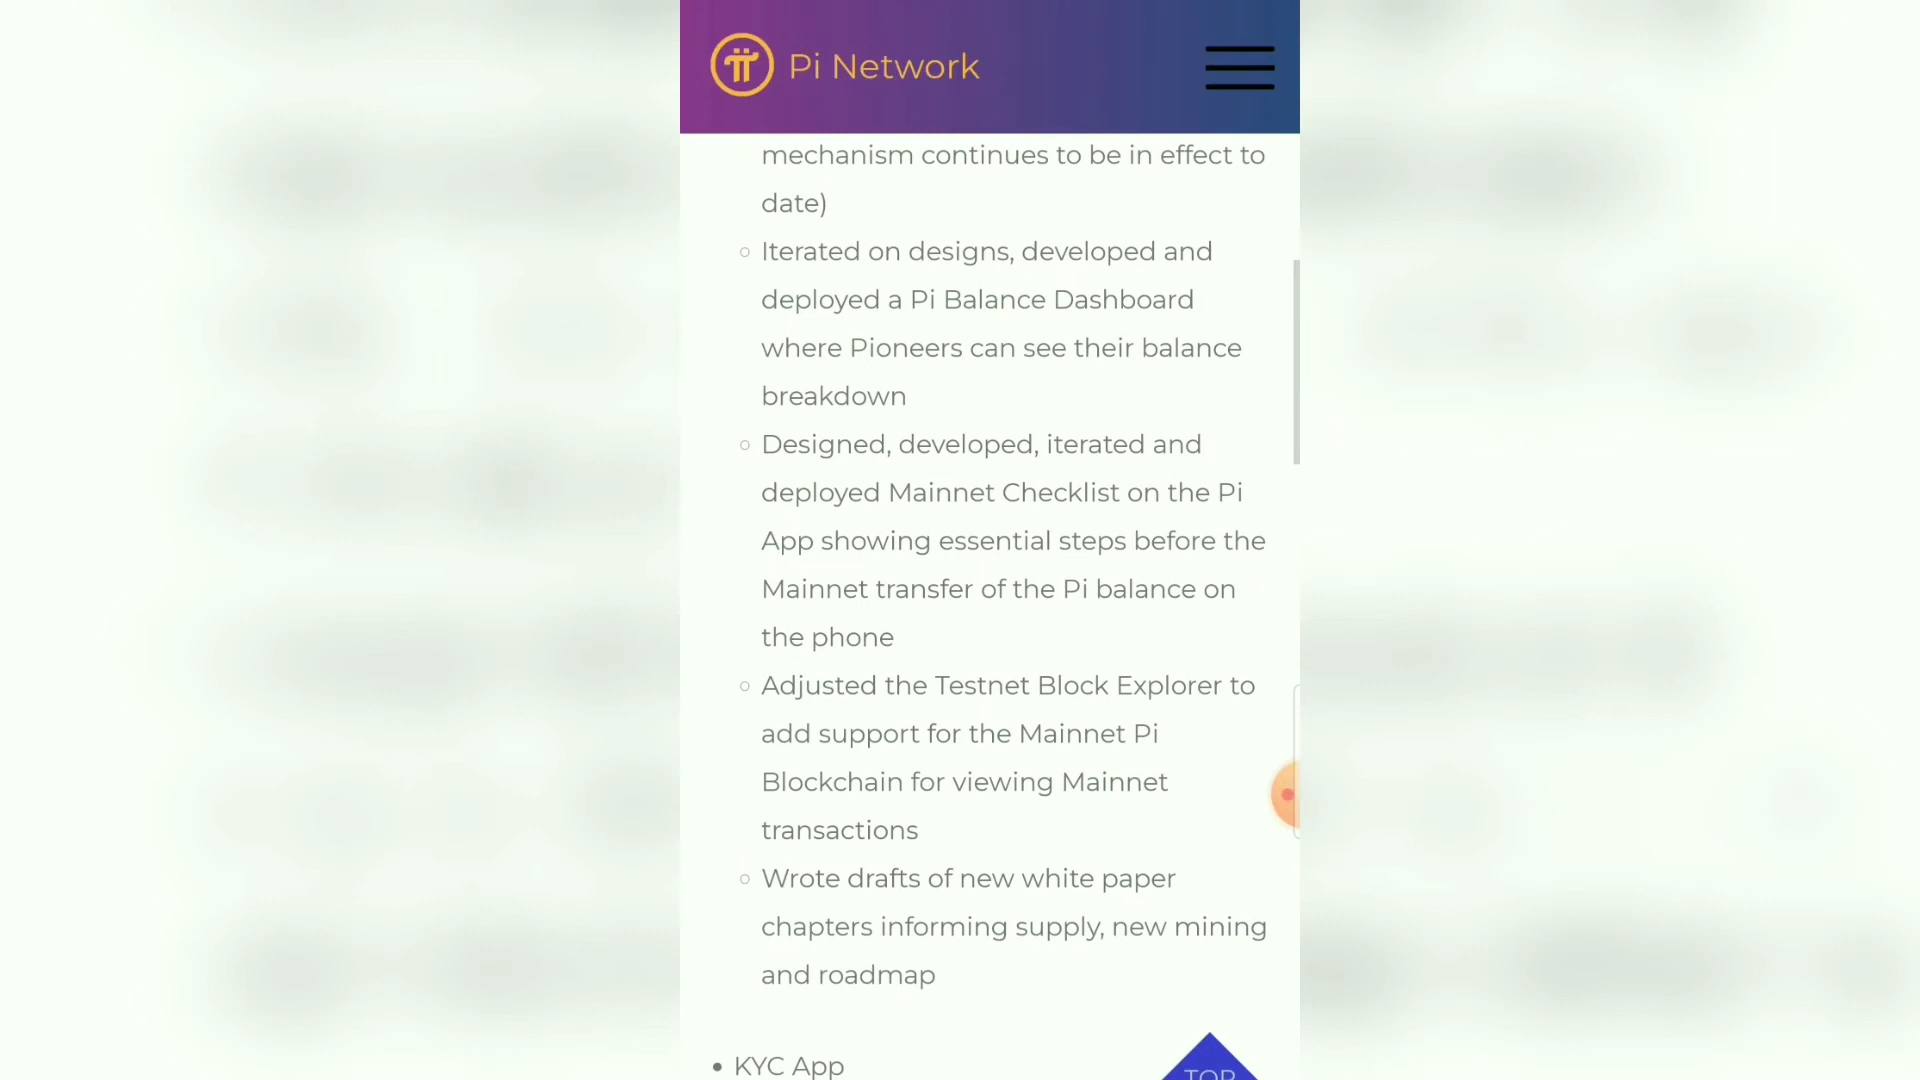 Pi Network
mechanism continues to be in effect to
date)
Iterated on designs, developed and
deployed a Pi Balance Dashboard
where Pioneers can see their balance
breakdown
Designed, developed, iterated and
deployed Mainnet Checklist on the Pi
App showing essential steps before the
Mainnet transfer of the Pi balance on
the phone
Adjusted the Testnet Block Explorer to
add support for the Mainnet Pi
Blockchain for viewing Mainnet
transactions
Wrote drafts of new white paper
chapters informing supply, new mining
and roadmap
KYC App
TOP